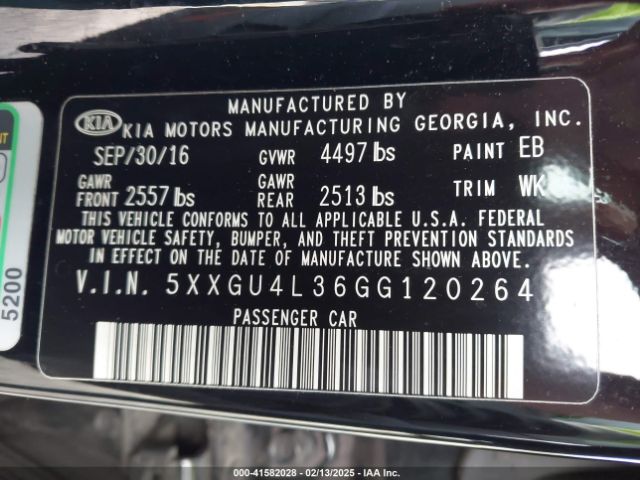 MANUFACTURED BY
KIA KIA MOTORS MANUFACTURING GEORGIA, INC.
SEP/30/16 GVWR 4497 lbs PAINT EB
GAWR FRONT 2557 lbs GAWR REAR 2513 lbs TRIM WK
THIS VEHICLE CONFORMS TO ALL APPLICABLE U.S.A. FEDERAL
MOTOR VEHICLE SAFETY, BUMPER, AND THEFT PREVENTION STANDARDS
IN EFFECT ON THE DATE OF MANUFACTURE SHOWN ABOVE.
V.I.N. 5XXGU4L36GG120264
PASSENGER CAR
5200
000-41582028 - 02/13/2025 - IAA Inc.